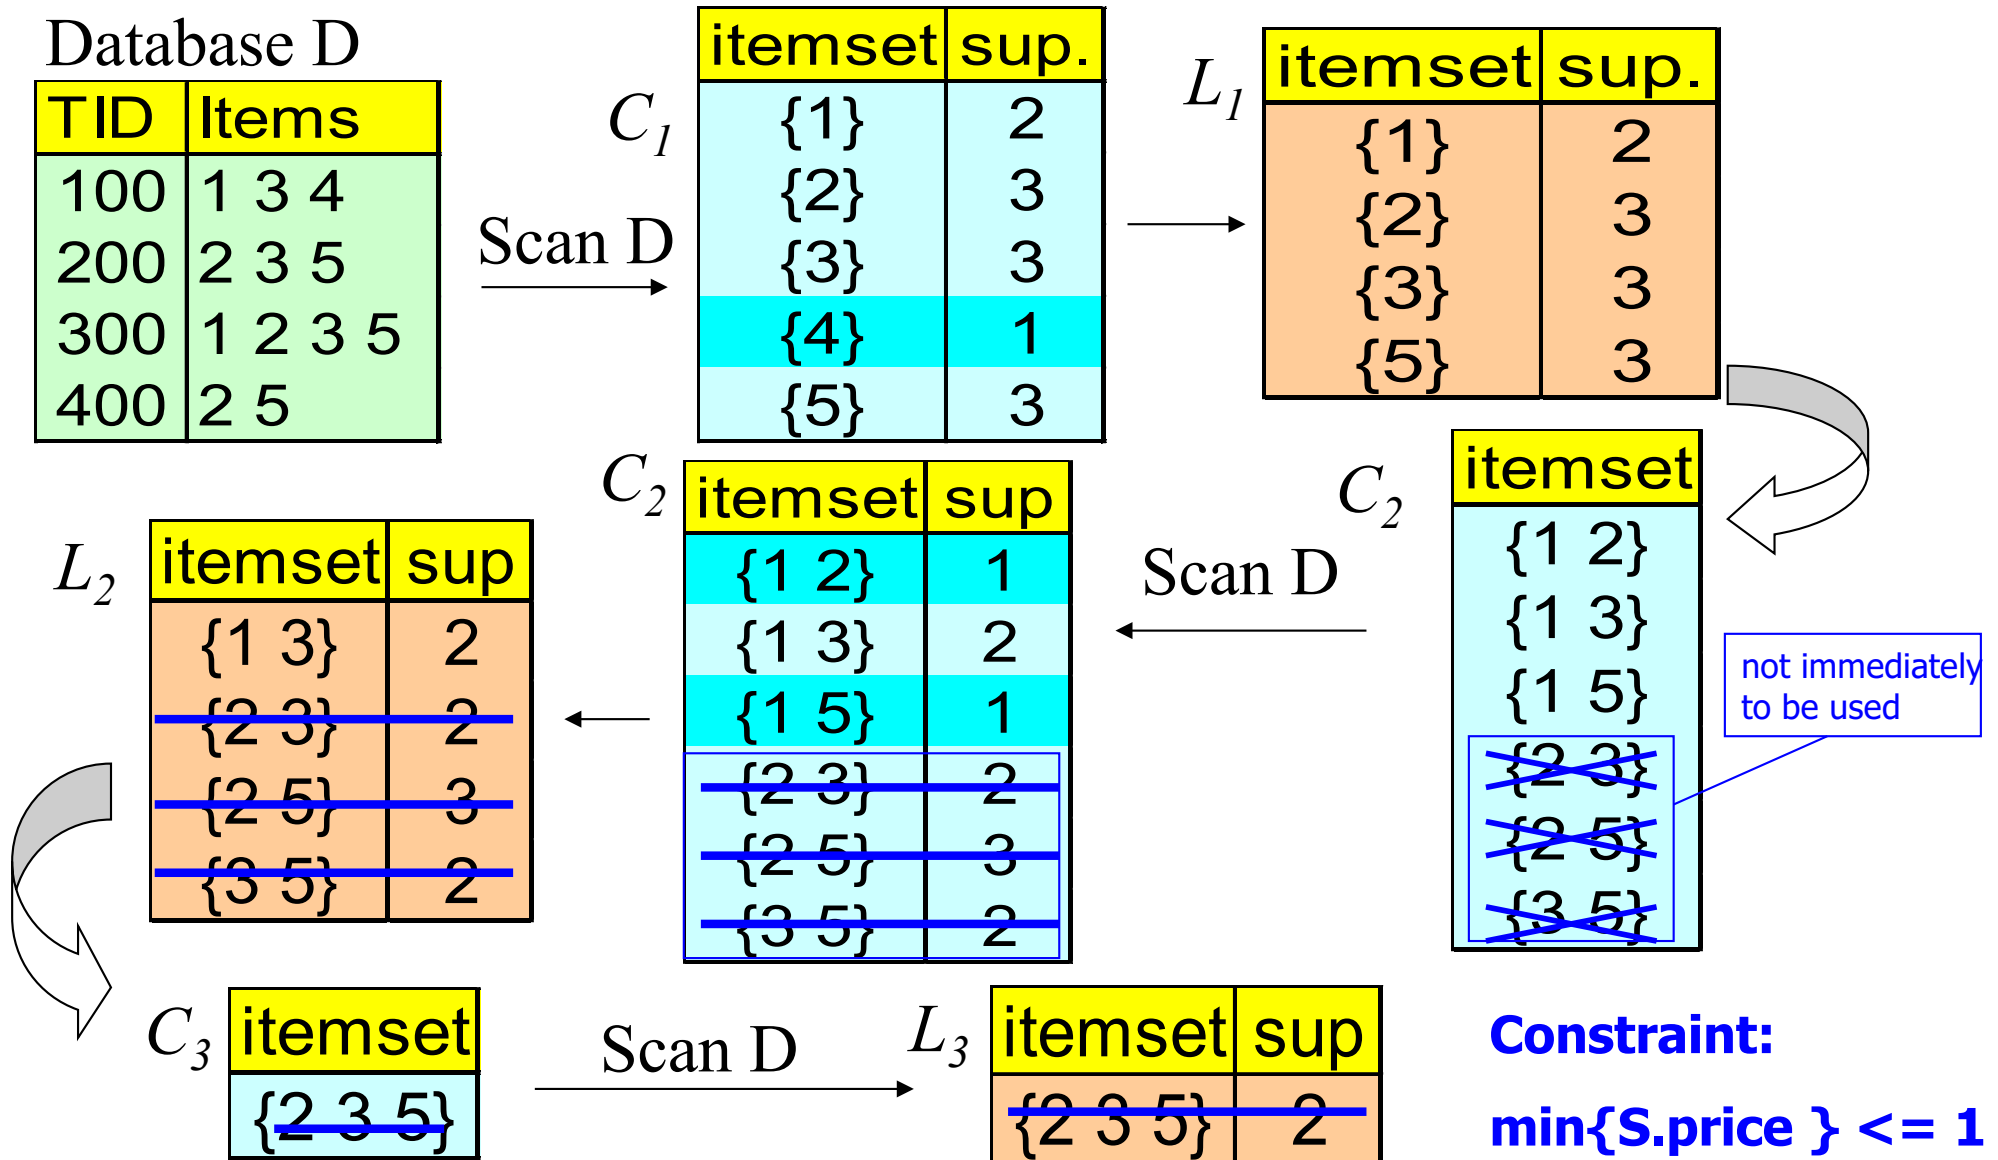 Database D
TID Items
100 1 3 4
200 2 3 5
300 1 2 3 5
400 2 5
Scan D
C1
itemset sup.
{1} 2
{2} 3
{3} 3
{4} 1
{5} 3
L1
itemset sup.
{1} 2
{2} 3
{3} 3
{5} 3
C2
itemset
{1 2}
{1 3}
{1 5}
{2 3}
{2 5}
{3 5}
not immediately
to be used
Scan D
C2
itemset sup
{1 2} 1
{1 3} 2
{1 5} 1
{2 3} 2
{2 5} 3
{3 5} 2
L2
itemset sup
{1 3} 2
{2 3} 2
{2 5} 3
{3 5} 2
C3
itemset
{2 3 5}
Scan D
L3
itemset sup
{2 3 5} 2
Constraint:
min{S.price } <= 1